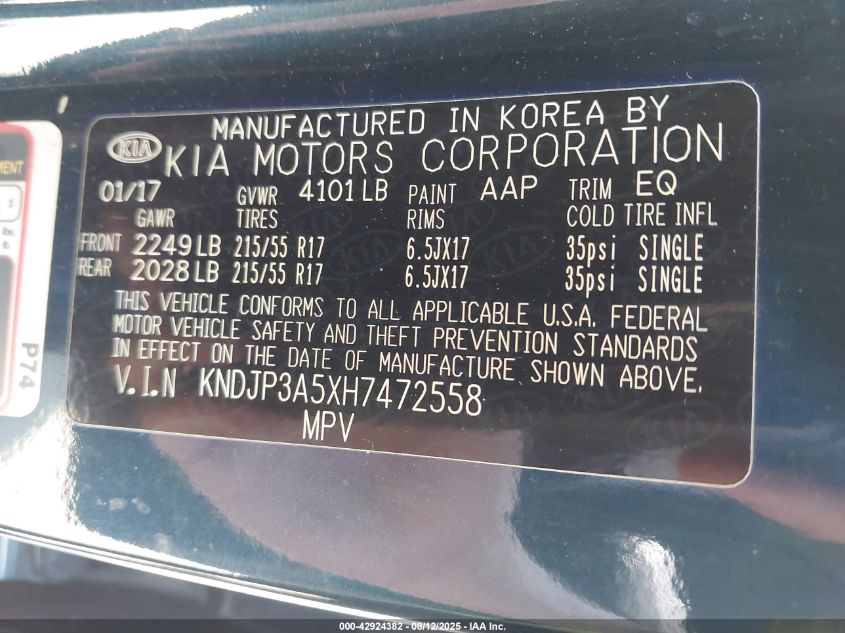 MANUFACTURED IN KOREA BY
KIA KIA MOTORS CORPORATION
01/17 GVWR 4101 LB PAINT AAP TRIM EQ
GAWR TIRES RIMS COLD TIRE INFL
FRONT 2249 LB 215/55 R17 6.5JX17 35psi SINGLE
REAR 2028 LB 215/55 R17 6.5JX17 35psi SINGLE
THIS VEHICLE CONFORMS TO ALL APPLICABLE U.S.A. FEDERAL
MOTOR VEHICLE SAFETY AND THEFT PREVENTION STANDARDS
IN EFFECT ON THE DATE OF MANUFACTURE SHOWN ABOVE.
V.I.N KNDJP3A5XH7472558
MPV
P74
000-42924382 - 08/12/2025 - IAA Inc.